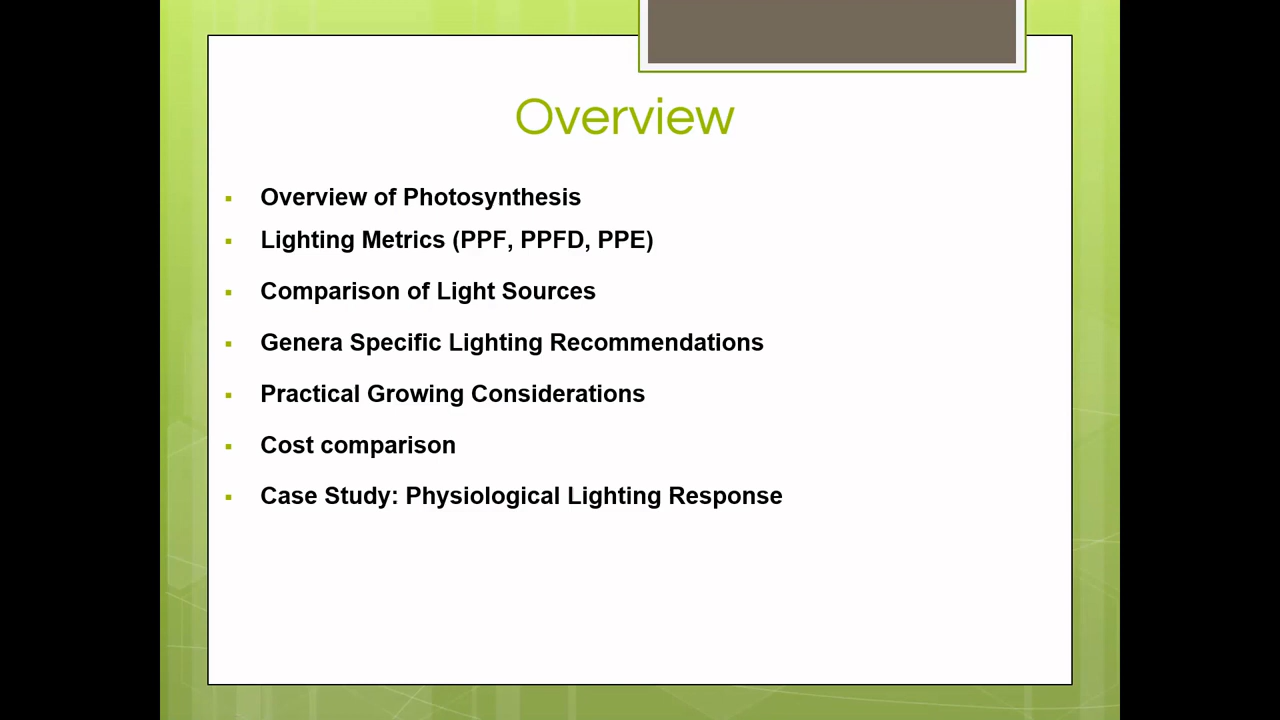 Overview
Overview of Photosynthesis
Lighting Metrics (PPF, PPFD, PPE)
Comparison of Light Sources
Genera Specific Lighting Recommendations
Practical Growing Considerations
Cost comparison
Case Study: Physiological Lighting Response